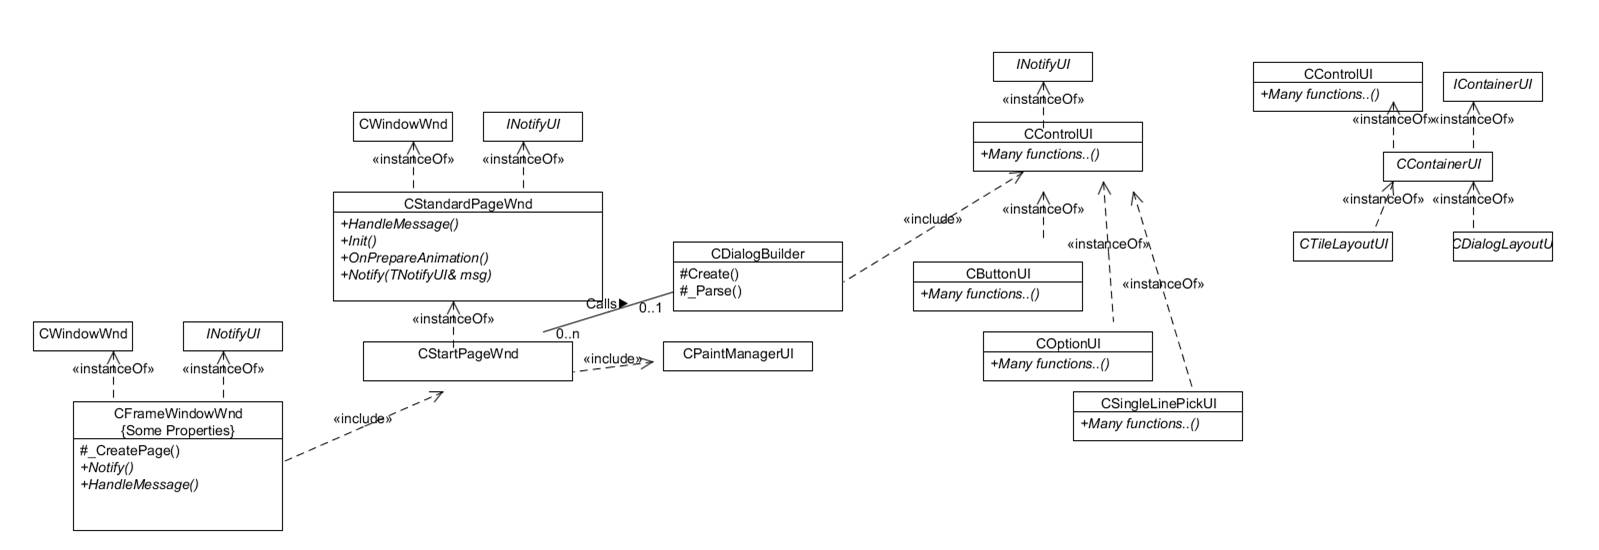 INotifyUI
«instanceOf»
CControlUI
+Many functions..()
CControlUI
+Many functions..()
IContainerUI
«instanceOf»
«instanceOf»
CContainerUI
«instanceOf»
«instanceOf»
CTileLayoutUI
CDialogLayoutU
CWindowWnd
INotifyUI
«instanceOf»
«instanceOf»
CStandardPageWnd
+HandleMessage()
+Init()
+OnPrepareAnimation()
+Notify(TNotifyUI& msg)
«include»
«instanceOf»
«instanceOf»
«instanceOf»
CDialogBuilder
#Create()
#_Parse()
CButtonUI
+Many functions..()
Calls
0..1
0..n
«instanceOf»
CStartPageWnd
«include»
CPaintManagerUI
COptionUI
+Many functions..()
CSingleLinePickUI
+Many functions..()
CWindowWnd
INotifyUI
«instanceOf»
«instanceOf»
CFrameWindowWnd
{Some Properties}
#_CreatePage()
+Notify()
+HandleMessage()
«include»